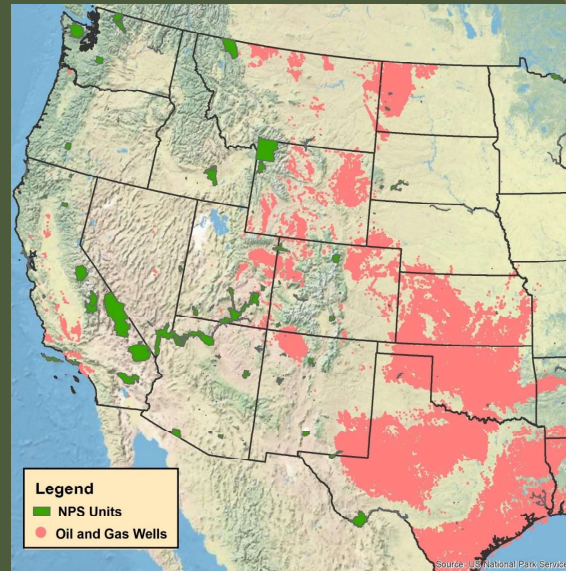 Legend
NPS Units
Oil and Gas Wells
Source: US National Park Service